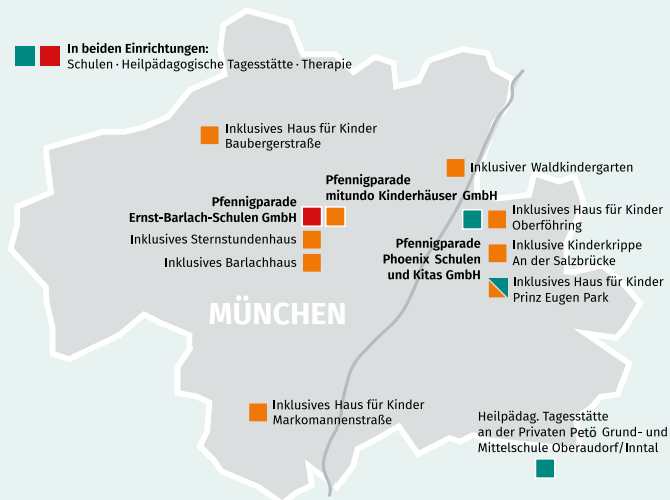 In beiden Einrichtungen:
Schulen · Heilpädagogische Tagesstätte · Therapie
Inklusives Haus für Kinder
Baubergerstraße
Inklusiver Waldkindergarten
Pfennigparade
mitundo Kinderhäuser GmbH
Pfennigparade
Ernst-Barlach-Schulen GmbH
Inklusives Sternstundenhaus
Inklusives Barlachhaus
Inklusives Haus für Kinder
Oberföhring
Pfennigparade
Phoenix Schulen
und Kitas GmbH
Inklusive Kinderkrippe
An der Salzbrücke
Inklusives Haus für Kinder
Prinz Eugen Park
MÜNCHEN
Inklusives Haus für Kinder
Markomannenstraße
Heilpädag. Tagesstätte
an der Privaten Petö Grund- und
Mittelschule Oberaudorf/Inntal